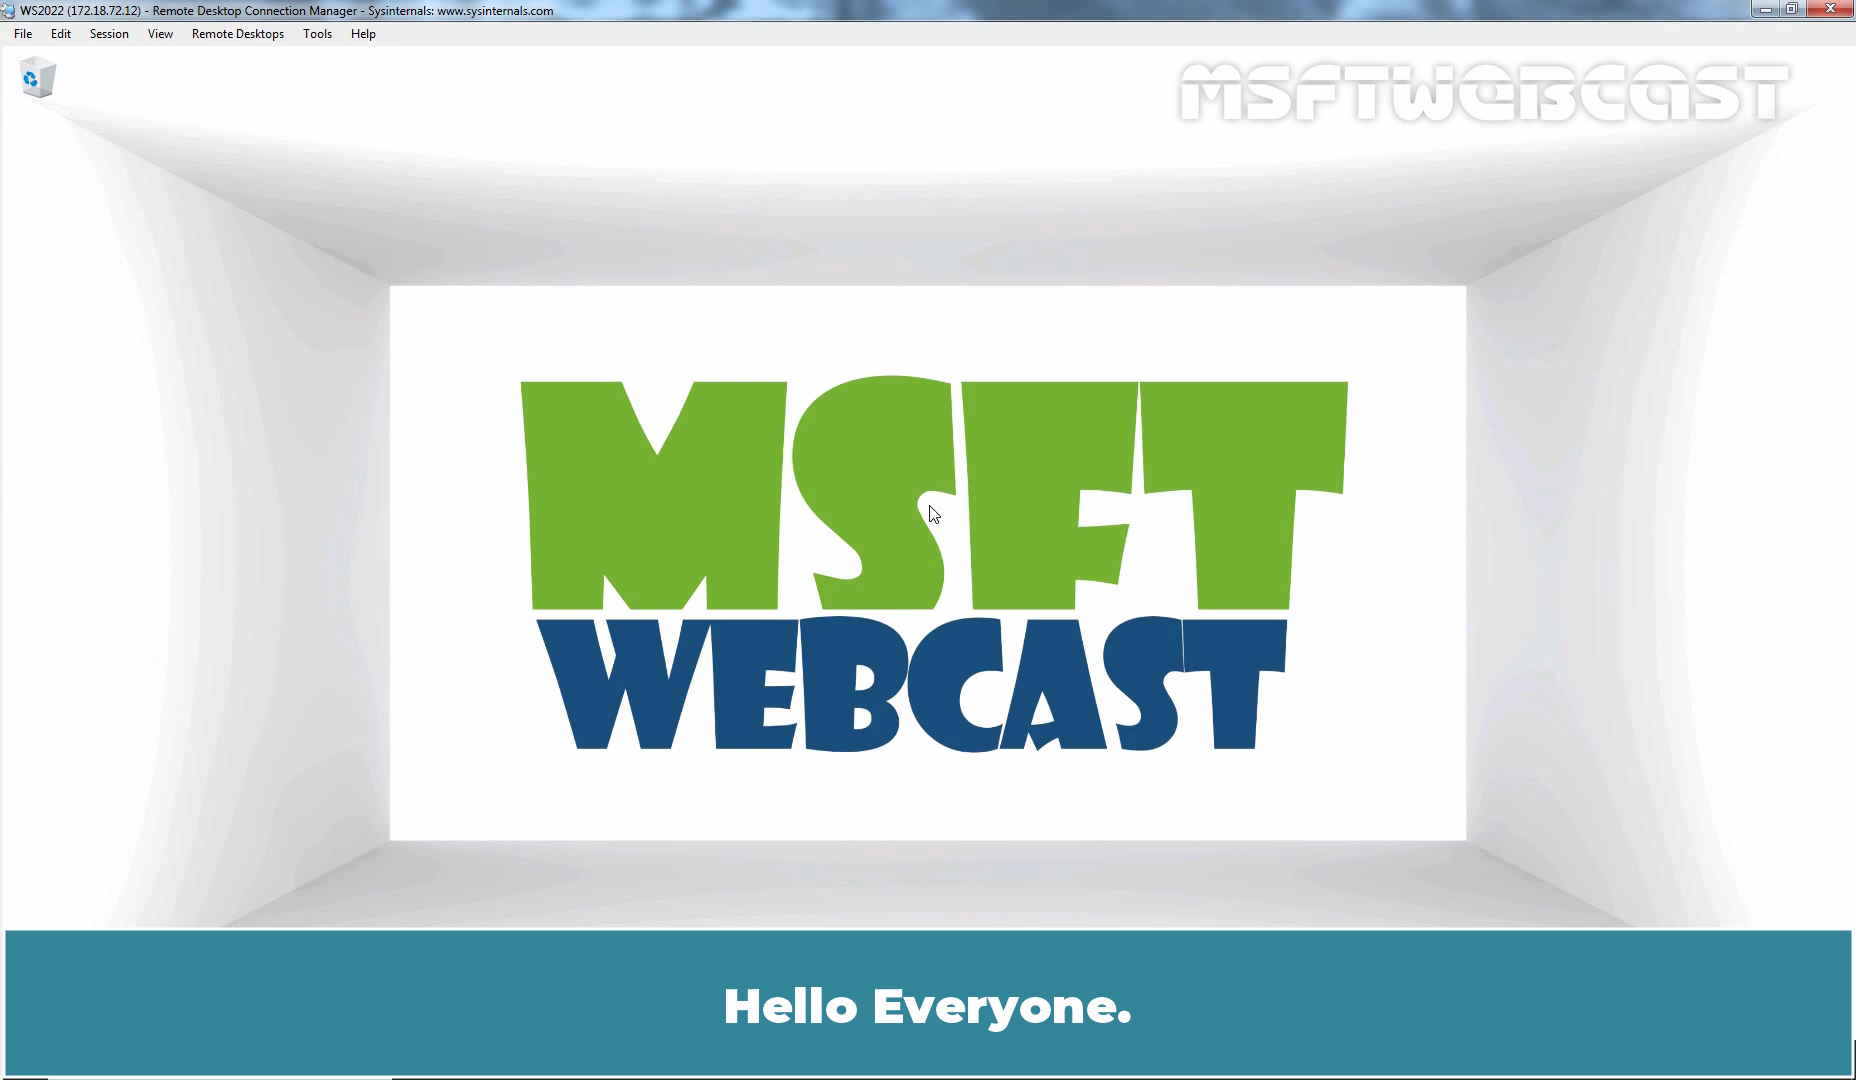 WS2022 (172.18.72.12) - Remote Desktop Connection Manager - Sysinternals: www.sysinternals.com
File Edit Session View Remote Desktops Tools Help
MSFTWEBCAST
MSFT
WEBCAST
Hello Everyone.